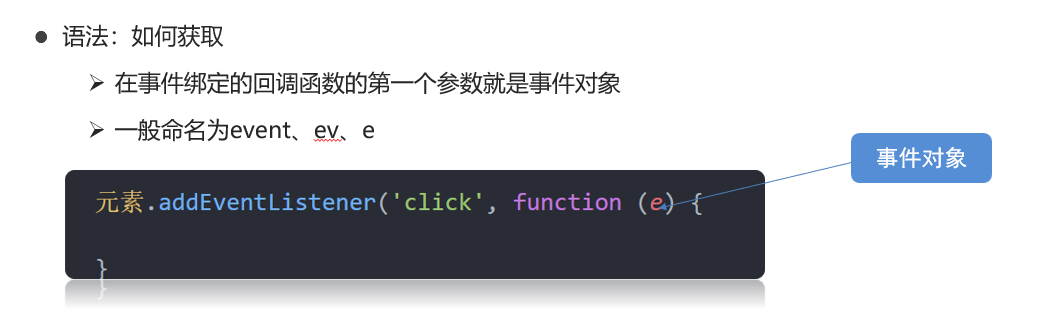 语法：如何获取
在事件绑定的回调函数的第一个参数就是事件对象
一般命名为event、ev、e
事件对象
元素.addEventListener('click', function (e) {
}